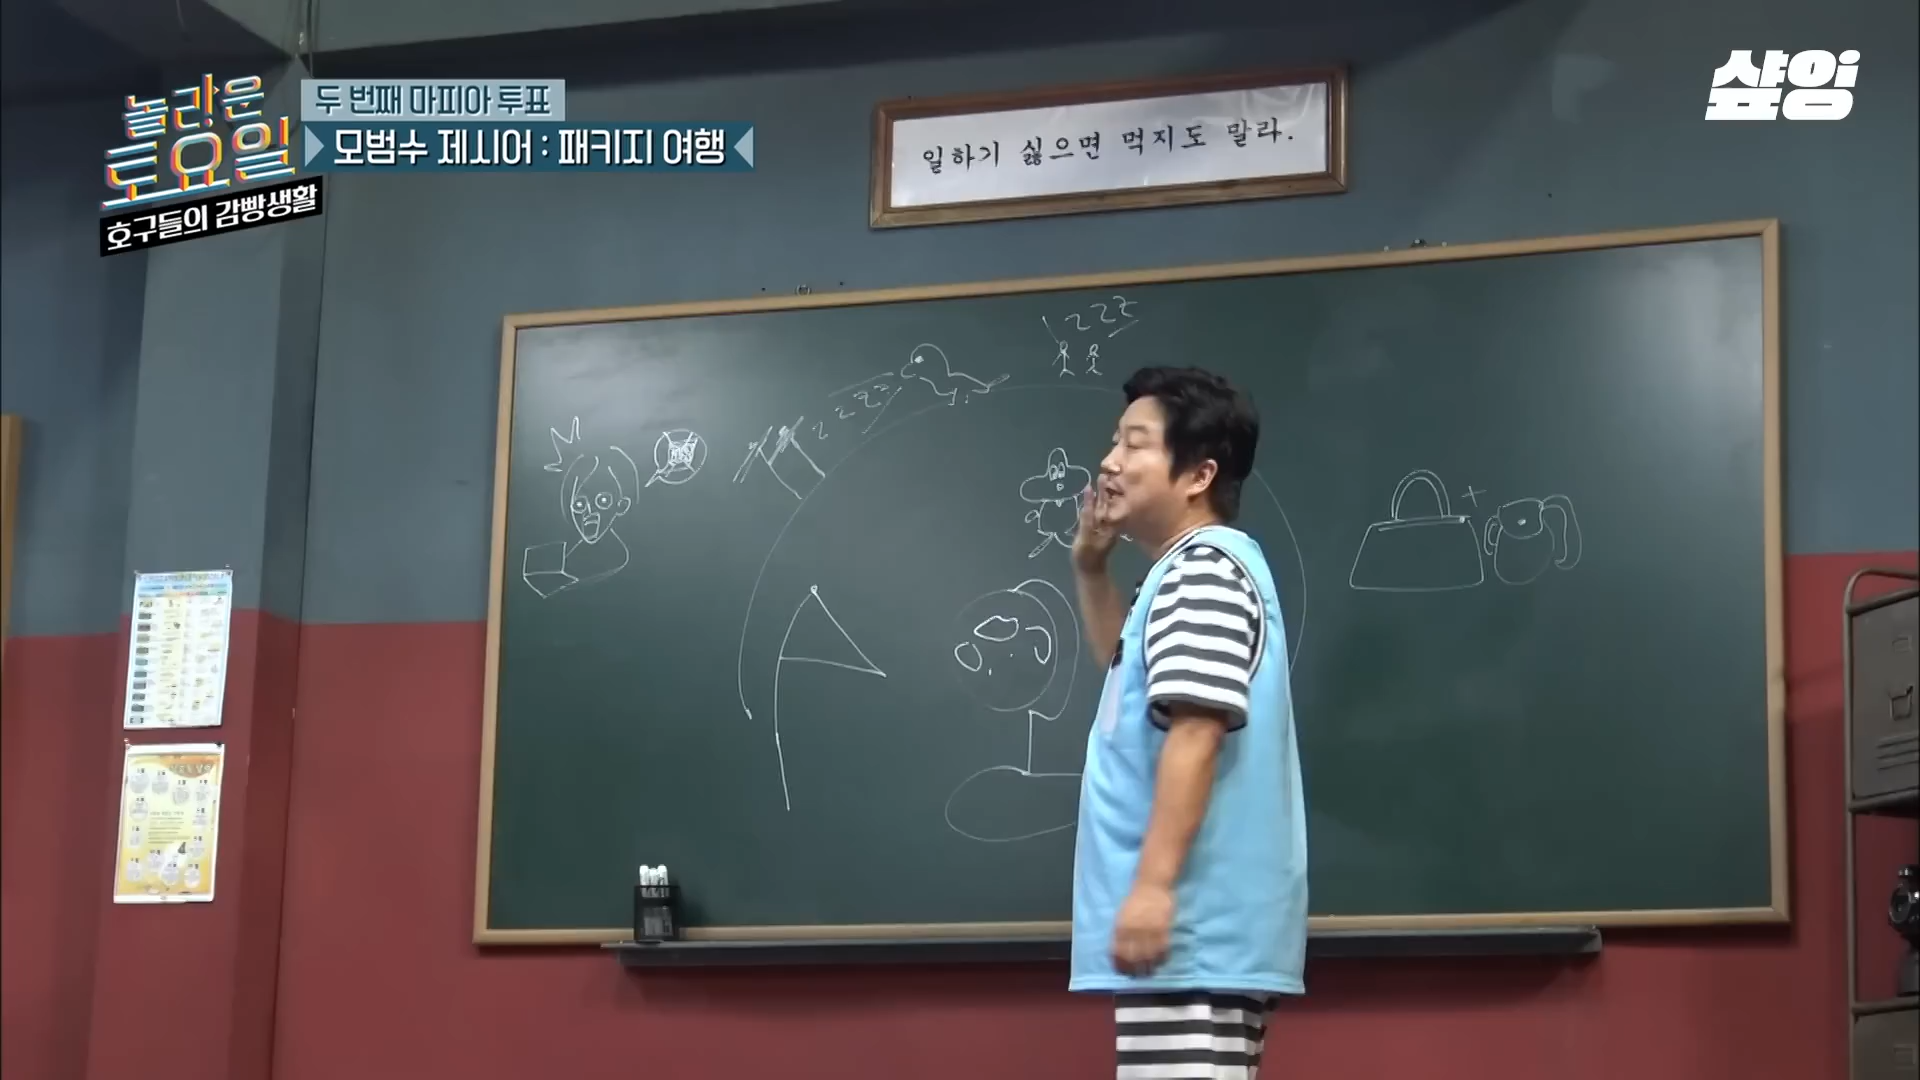 놀라운
토요일
호구들의 감빵생활
두 번째 마피아 투표
모범수 제시어 : 패키지 여행
샾잉
일하기 싫으면 먹지도 말라.
zzz
zzzz